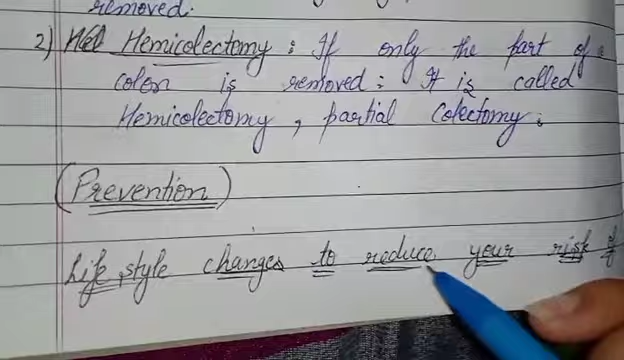 removed.
2) Hemicolectomy : If only the part of
colon is removed : It is called
Hemicolectomy , partial Colectomy .
(Prevention)
Life style changes to reduce your risk of